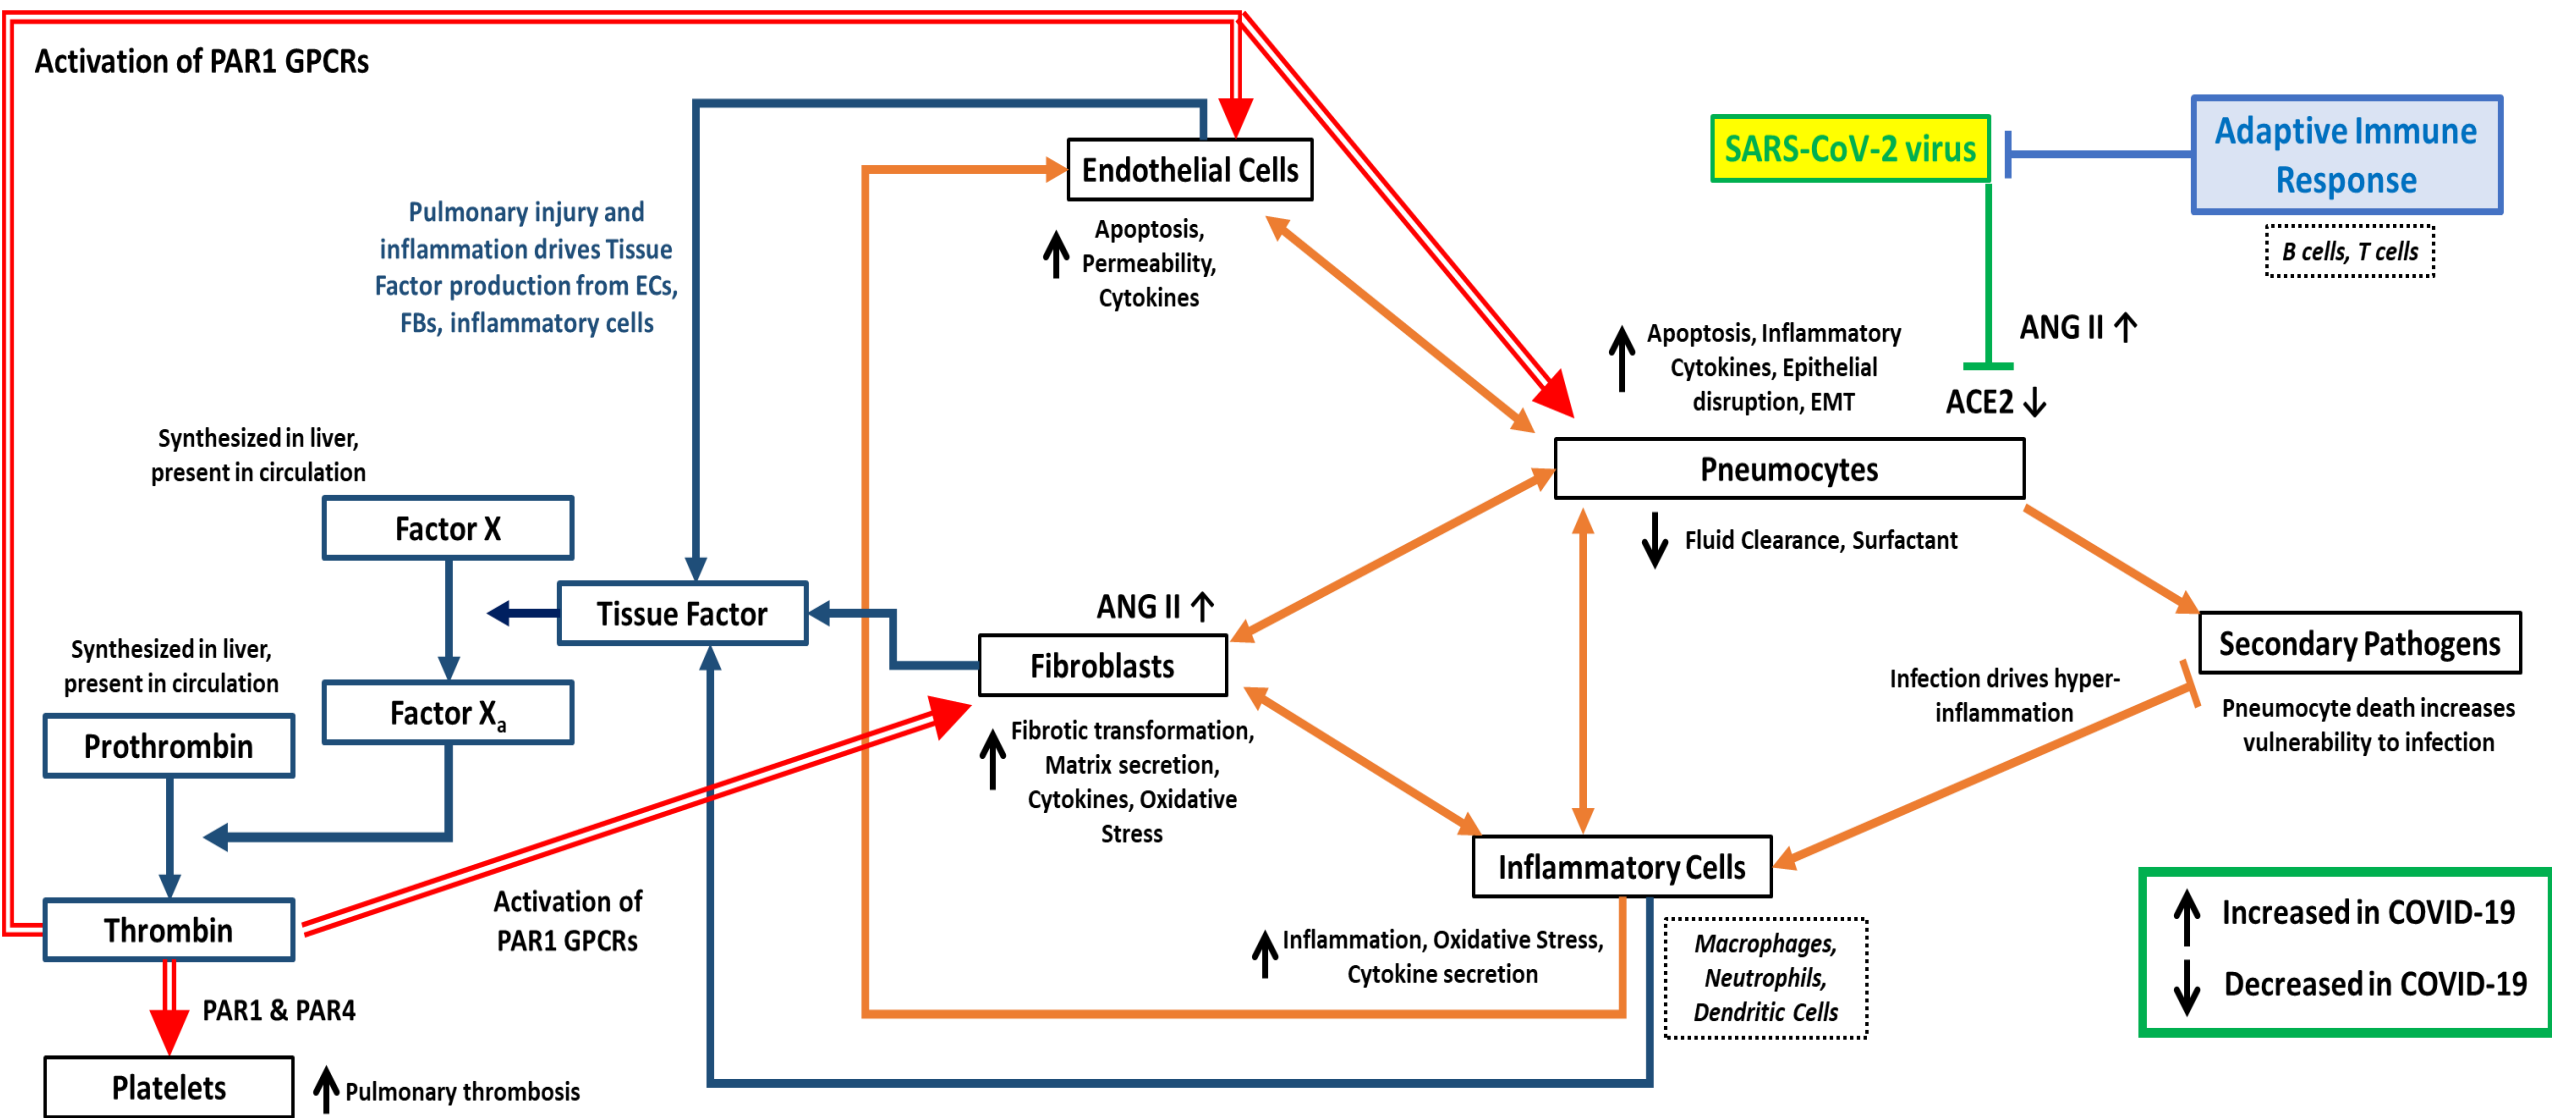 Activation of PAR1 GPCRs
Endothelial Cells
Apoptosis,
Permeability,
Cytokines
SARS-CoV-2 virus
Adaptive Immune
Response
B cells, T cells
Pulmonary injury and
inflammation drives Tissue
Factor production from ECs,
FBs, inflammatory cells
ANG II ↑
ACE2 ↓
Apoptosis, Inflammatory
Cytokines, Epithelial
disruption, EMT
Pneumocytes
Fluid Clearance, Surfactant
Synthesized in liver,
present in circulation
Factor X
Tissue Factor
Factor Xa
Synthesized in liver,
present in circulation
Prothrombin
Thrombin
PAR1 & PAR4
Platelets
Pulmonary thrombosis
ANG II ↑
Fibroblasts
Fibrotic transformation,
Matrix secretion,
Cytokines, Oxidative
Stress
Activation of
PAR1 GPCRs
Secondary Pathogens
Pneumocyte death increases
vulnerability to infection
Infection drives hyper-
inflammation
Inflammatory Cells
Inflammation, Oxidative Stress,
Cytokine secretion
Macrophages,
Neutrophils,
Dendritic Cells
↑ Increased in COVID-19
↓ Decreased in COVID-19